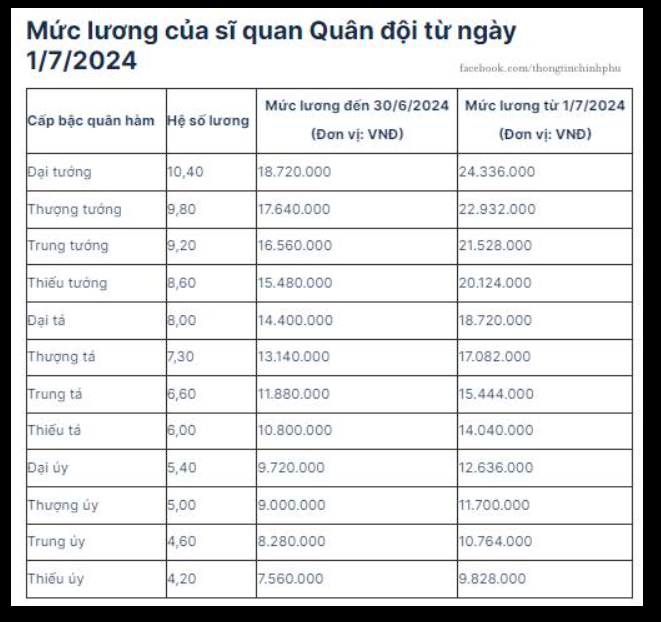 Mức lương của sĩ quan Quân đội từ ngày
1/7/2024
facebook.com/thongtinchinhphu
Cấp bậc quân hàm Hệ số lương Mức lương đến 30/6/2024 (Đơn vị: VNĐ) Mức lương từ 1/7/2024 (Đơn vị: VNĐ)
Đại tướng 10,40 18.720.000 24.336.000
Thượng tướng 9,80 17.640.000 22.932.000
Trung tướng 9,20 16.560.000 21.528.000
Thiếu tướng 8,60 15.480.000 20.124.000
Đại tá 8,00 14.400.000 18.720.000
Thượng tá 7,30 13.140.000 17.082.000
Trung tá 6,60 11.880.000 15.444.000
Thiếu tá 6,00 10.800.000 14.040.000
Đại úy 5,40 9.720.000 12.636.000
Thượng úy 5,00 9.000.000 11.700.000
Trung úy 4,60 8.280.000 10.764.000
Thiếu úy 4,20 7.560.000 9.828.000